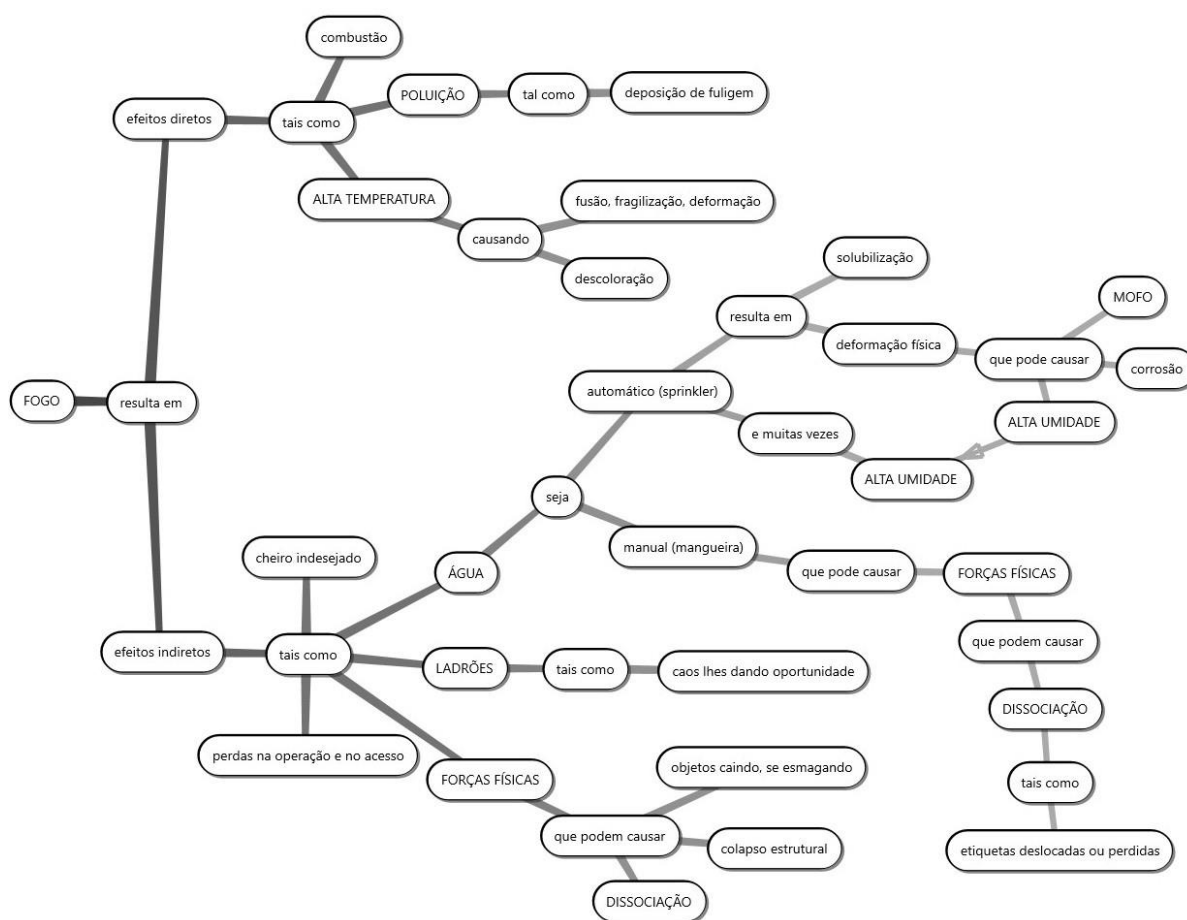 combustão
POLUIÇÃO
tal como
deposição de fuligem
efeitos diretos
tais como
ALTA TEMPERATURA
causando
fusão, fragilização, deformação
descoloração
FOGO
resulta em
solubilização
resulta em
deformação física
que pode causar
MOFO
corrosão
ALTA UMIDADE
automático (sprinkler)
e muitas vezes
ALTA UMIDADE
seja
manual (mangueira)
que pode causar
FORÇAS FÍSICAS
que podem causar
DISSOCIAÇÃO
tais como
etiquetas deslocadas ou perdidas
ÁGUA
cheiro indesejado
efeitos indiretos
tais como
LADRÕES
tais como
caos lhes dando oportunidade
perdas na operação e no acesso
FORÇAS FÍSICAS
que podem causar
objetos caindo, se esmagando
colapso estrutural
DISSOCIAÇÃO